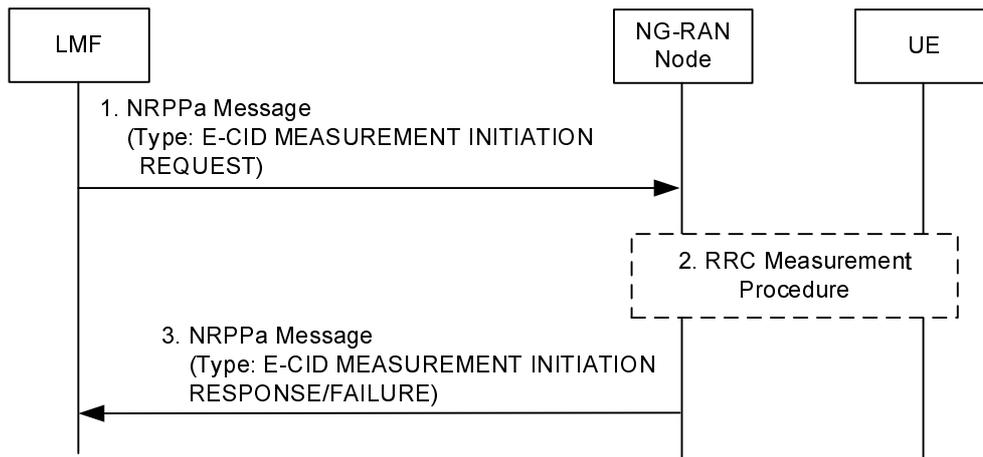 LMF
NG-RAN
Node
UE
1. NRPPa Message
(Type: E-CID MEASUREMENT INITIATION
REQUEST)
2. RRC Measurement
Procedure
3. NRPPa Message
(Type: E-CID MEASUREMENT INITIATION
RESPONSE/FAILURE)